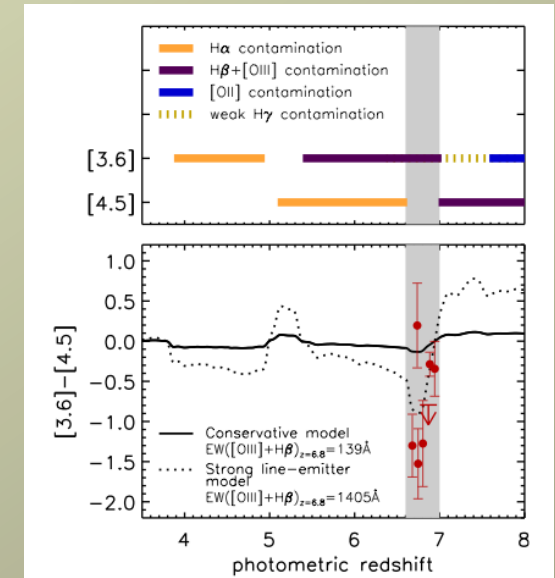 Hα contamination
Hβ+[OIII] contamination
[OII] contamination
weak Hγ contamination
[3.6]
[4.5]
1.0
0.5
0.0
−0.5
−1.0
−1.5
−2.0
[3.6]−[4.5]
Conservative model
EW([OIII]+Hβ)z=6.8=139Å
Strong line−emitter
model
EW([OIII]+Hβ)z=6.8=1405Å
4 5 6 7 8
photometric redshift